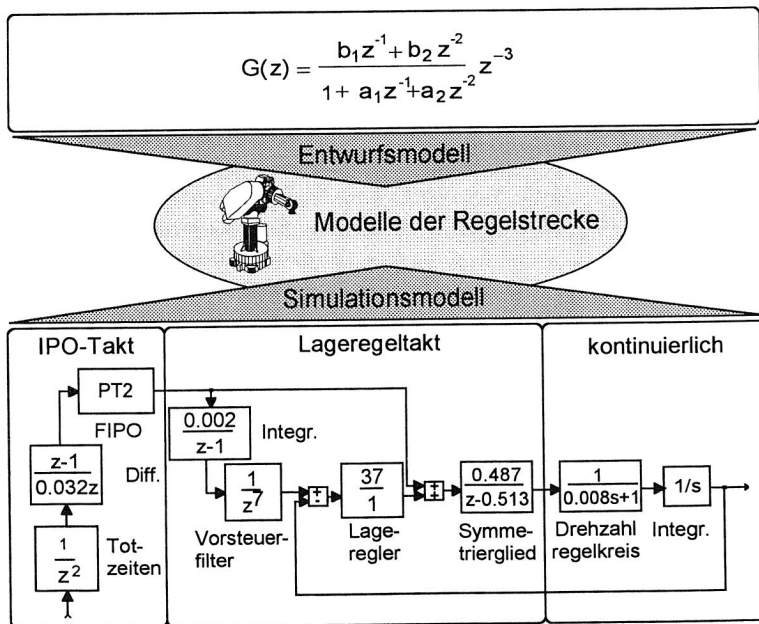 G(z) = b₁z⁻¹ + b₂z⁻² / 1 + a₁z⁻¹+a₂z⁻² z⁻³
Entwurfsmodell
Modelle der Regelstrecke
Simulationsmodell
IPO-Takt
Lageregeltakt
kontinuierlich
PT2
FIPO
z-1
0.032z
Diff.
1
z²
Tot-
zeiten
0.002
z-1
Integr.
1
z⁷
Vorsteuer-
filter
+
-
37
1
Lage-
regler
+
+
0.487
z-0.513
Symme-
trierglied
1
0.008s+1
Drehzahl
regelkreis
1/s
Integr.